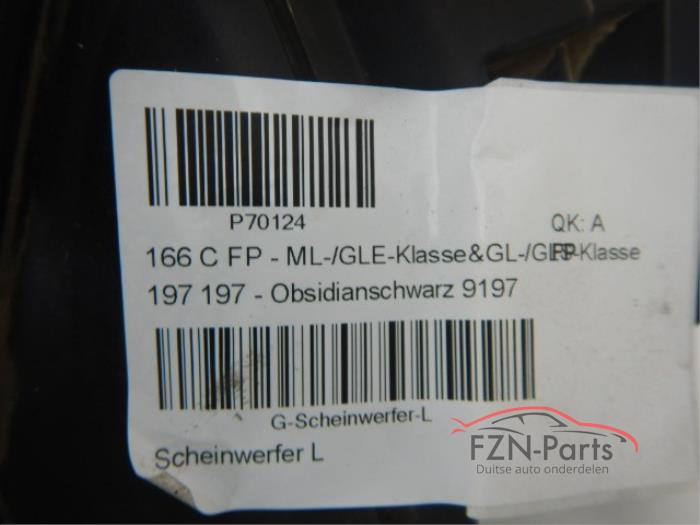 P70124
QK: A
166 C FP - ML-/GLE-Klasse&GL-/GLS-Klasse
FP
197 197 - Obsidianschwarz 9197
G-Scheinwerfer-L
Scheinwerfer L
FZN-Parts
Duitse auto onderdelen